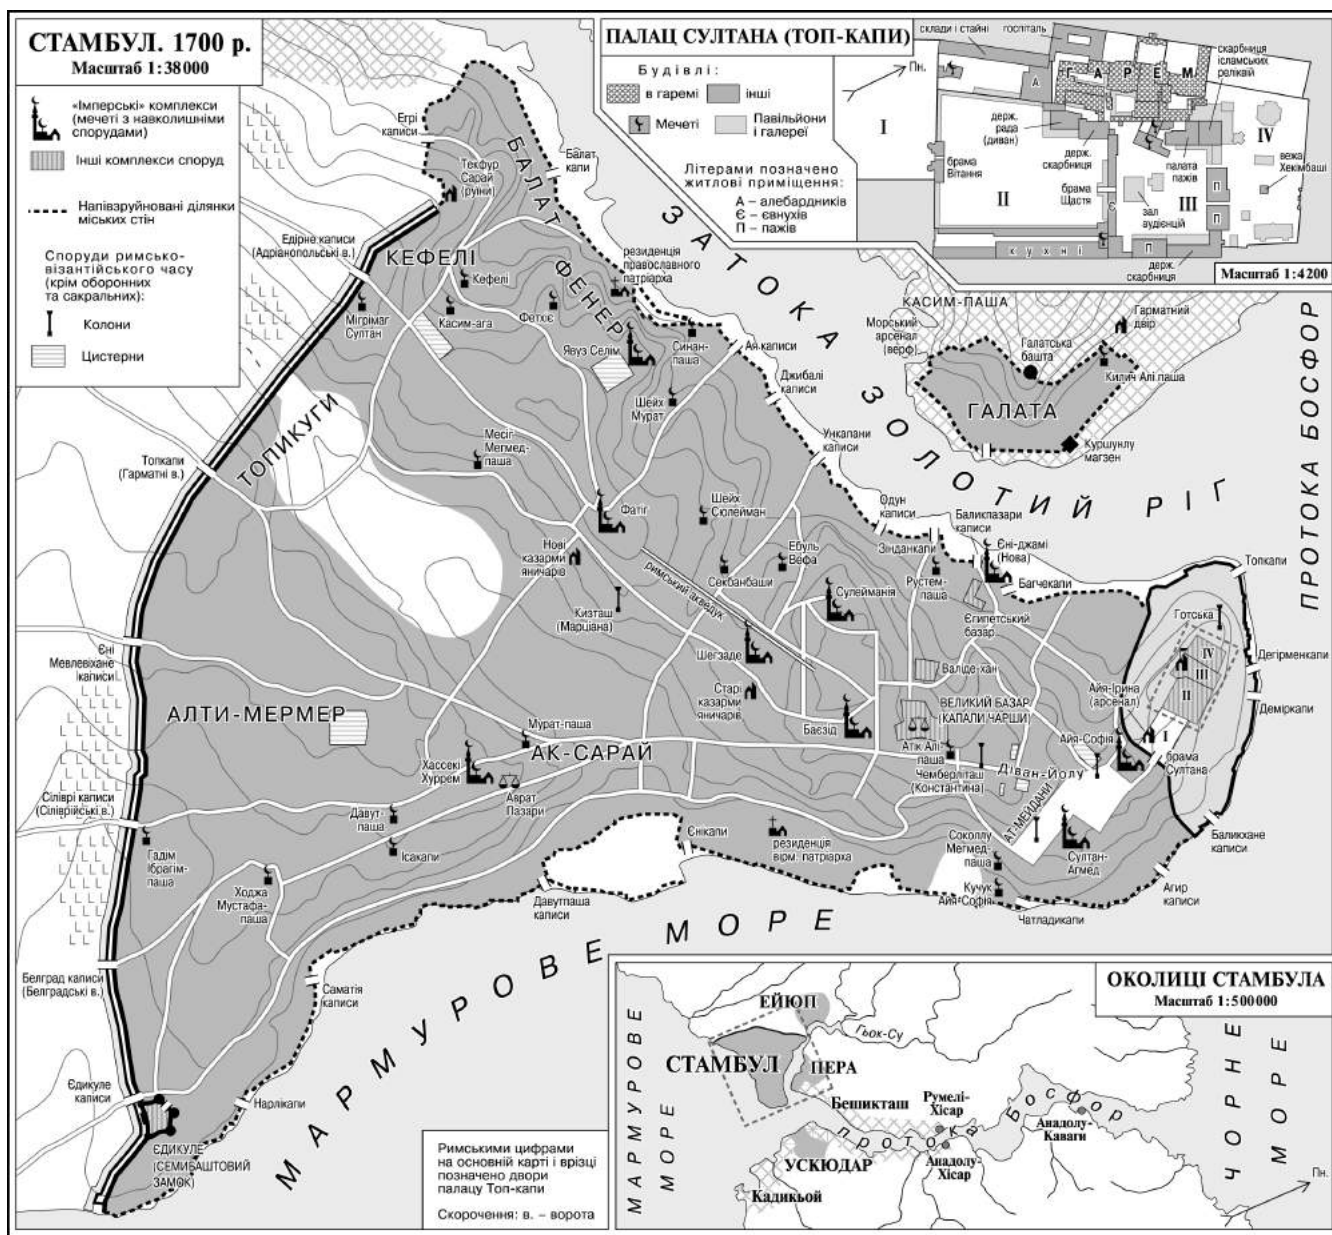 СТАМБУЛ. 1700 р.
Масштаб 1:38000
«Імперські» комплекси
(мечеті з навколишніми
спорудами)
Інші комплекси споруд
Напівзруйновані ділянки
міських стін
Споруди римсько-
візантійського часу
(крім оборонних
та сакральних):
Колони
Цистерни
ПАЛАЦ СУЛТАНА (ТОП-КАПИ)
Будівлі:
в гаремі
інші
Мечеті
Павільйони
і галереї
Літерами позначено
житлові приміщення:
А – алебардників
Є – євнухів
П – пажів
Пн.
I
склади і стайні
госпіталь
скарбниця
ісламських
реліквій
А
ГАРЕМ
держ.
рада
(диван)
держ.
скарбниця
палата
пажів
IV
вежа
Хекімбаші
брама
Вітання
II
брама
Щастя
Є
III
зал
аудієнцій
П
П
П
кухні
держ.
скарбниця
Масштаб 1:4200
Егрі
каписи
БАЛАТ
Балат
капи
Текфур
Сарай
(руїни)
Едірне каписи
(Адріанопольські в.)
КЕФЕЛІ
Кефелі
резиденція
православного
патріарха
ФЕНЕР
Мігрімаг
Султан
Касим-ага
Фетхіє
Явуз Селім
Синан-
паша
Ая-каписи
Джибалі
каписи
Шейх
Мурат
Ункапани
каписи
ЗАТОКА ЗОЛОТИЙ РІГ
КАСИМ-ПАША
Морський
арсенал
(верф)
Гарматний
двір
Галатська
башта
Килич Алі паша
ГАЛАТА
Куршунлу
магзен
ПРОТОКА БОСФОР
ТОПИКУГИ
Топкапи
(Гарматні в.)
Месіг-
Мегмед-
паша
Фатіг
Шейх
Сюлейман
Одун
каписи
Баликпазари
каписи
Зінданкапи
Єні-джамі
(Нова)
Багчекапи
Топкапи
Нові
казарми
яничарів
Кизташ
(Марціана)
римський акведук
Секбанбаши
Ебуль
Вефа
Сулейманія
Рустем-
паша
Єгипетський
базар
Готська
Дегірменкапи
Шегзаде
Старі
казарми
яничарів
Валіде-хан
ВЕЛИКИЙ БАЗАР
(КАПАЛИ ЧАРШИ)
Айя-Ірина
(арсенал)
IV
III
II
I
Деміркапи
Єні
Мевлевіхане
каписи
АЛТИ-МЕРМЕР
Мурат-паша
АК-САРАЙ
Баєзід
Атік Алі-
паша
Чемберліташ
(Константина)
Діван-Йолу
Айя-Софія
брама
Султана
Хассекі
Хуррем
Аврат
Пазари
Силіврі каписи
(Силіврійські в.)
Давут-
паша
Гадім
Ібрагім-
паша
Ісакапи
Єнікапи
резиденція
вірм. патріарха
АТ-МЕЙДАНИ
Соколлу
Мегмед-
паша
Султан-
Агмед
Баликхане
каписи
Ходжа
Мустафа-
паша
Давутпаша
каписи
Кучук
Айя-Софія
Чатладикапи
Агир
каписи
Белград каписи
(Белградські в.)
Саматія
каписи
МАРМУРОВЕ МОРЕ
Єдикуле
каписи
Нарлікапи
ЄДИКУЛЕ
(СЕМИБАШТОВИЙ
ЗАМОК)
Римськими цифрами
на основній карті і врізці
позначено двори
палацу Топ-капи
Скорочення: в. – ворота
ОКОЛИЦІ СТАМБУЛА
Масштаб 1:500000
МАРМУРОВЕ
МОРЕ
ЕЙЮП
Гьок-Су
СТАМБУЛ
ПЕРА
Бешикташ
Румелі-
Хісар
протока Босфор
Анадолу-
Каваги
УСКЮДАР
Анадолу-
Хісар
Кадикьой
ЧОРНЕ
МОРЕ
Пн.